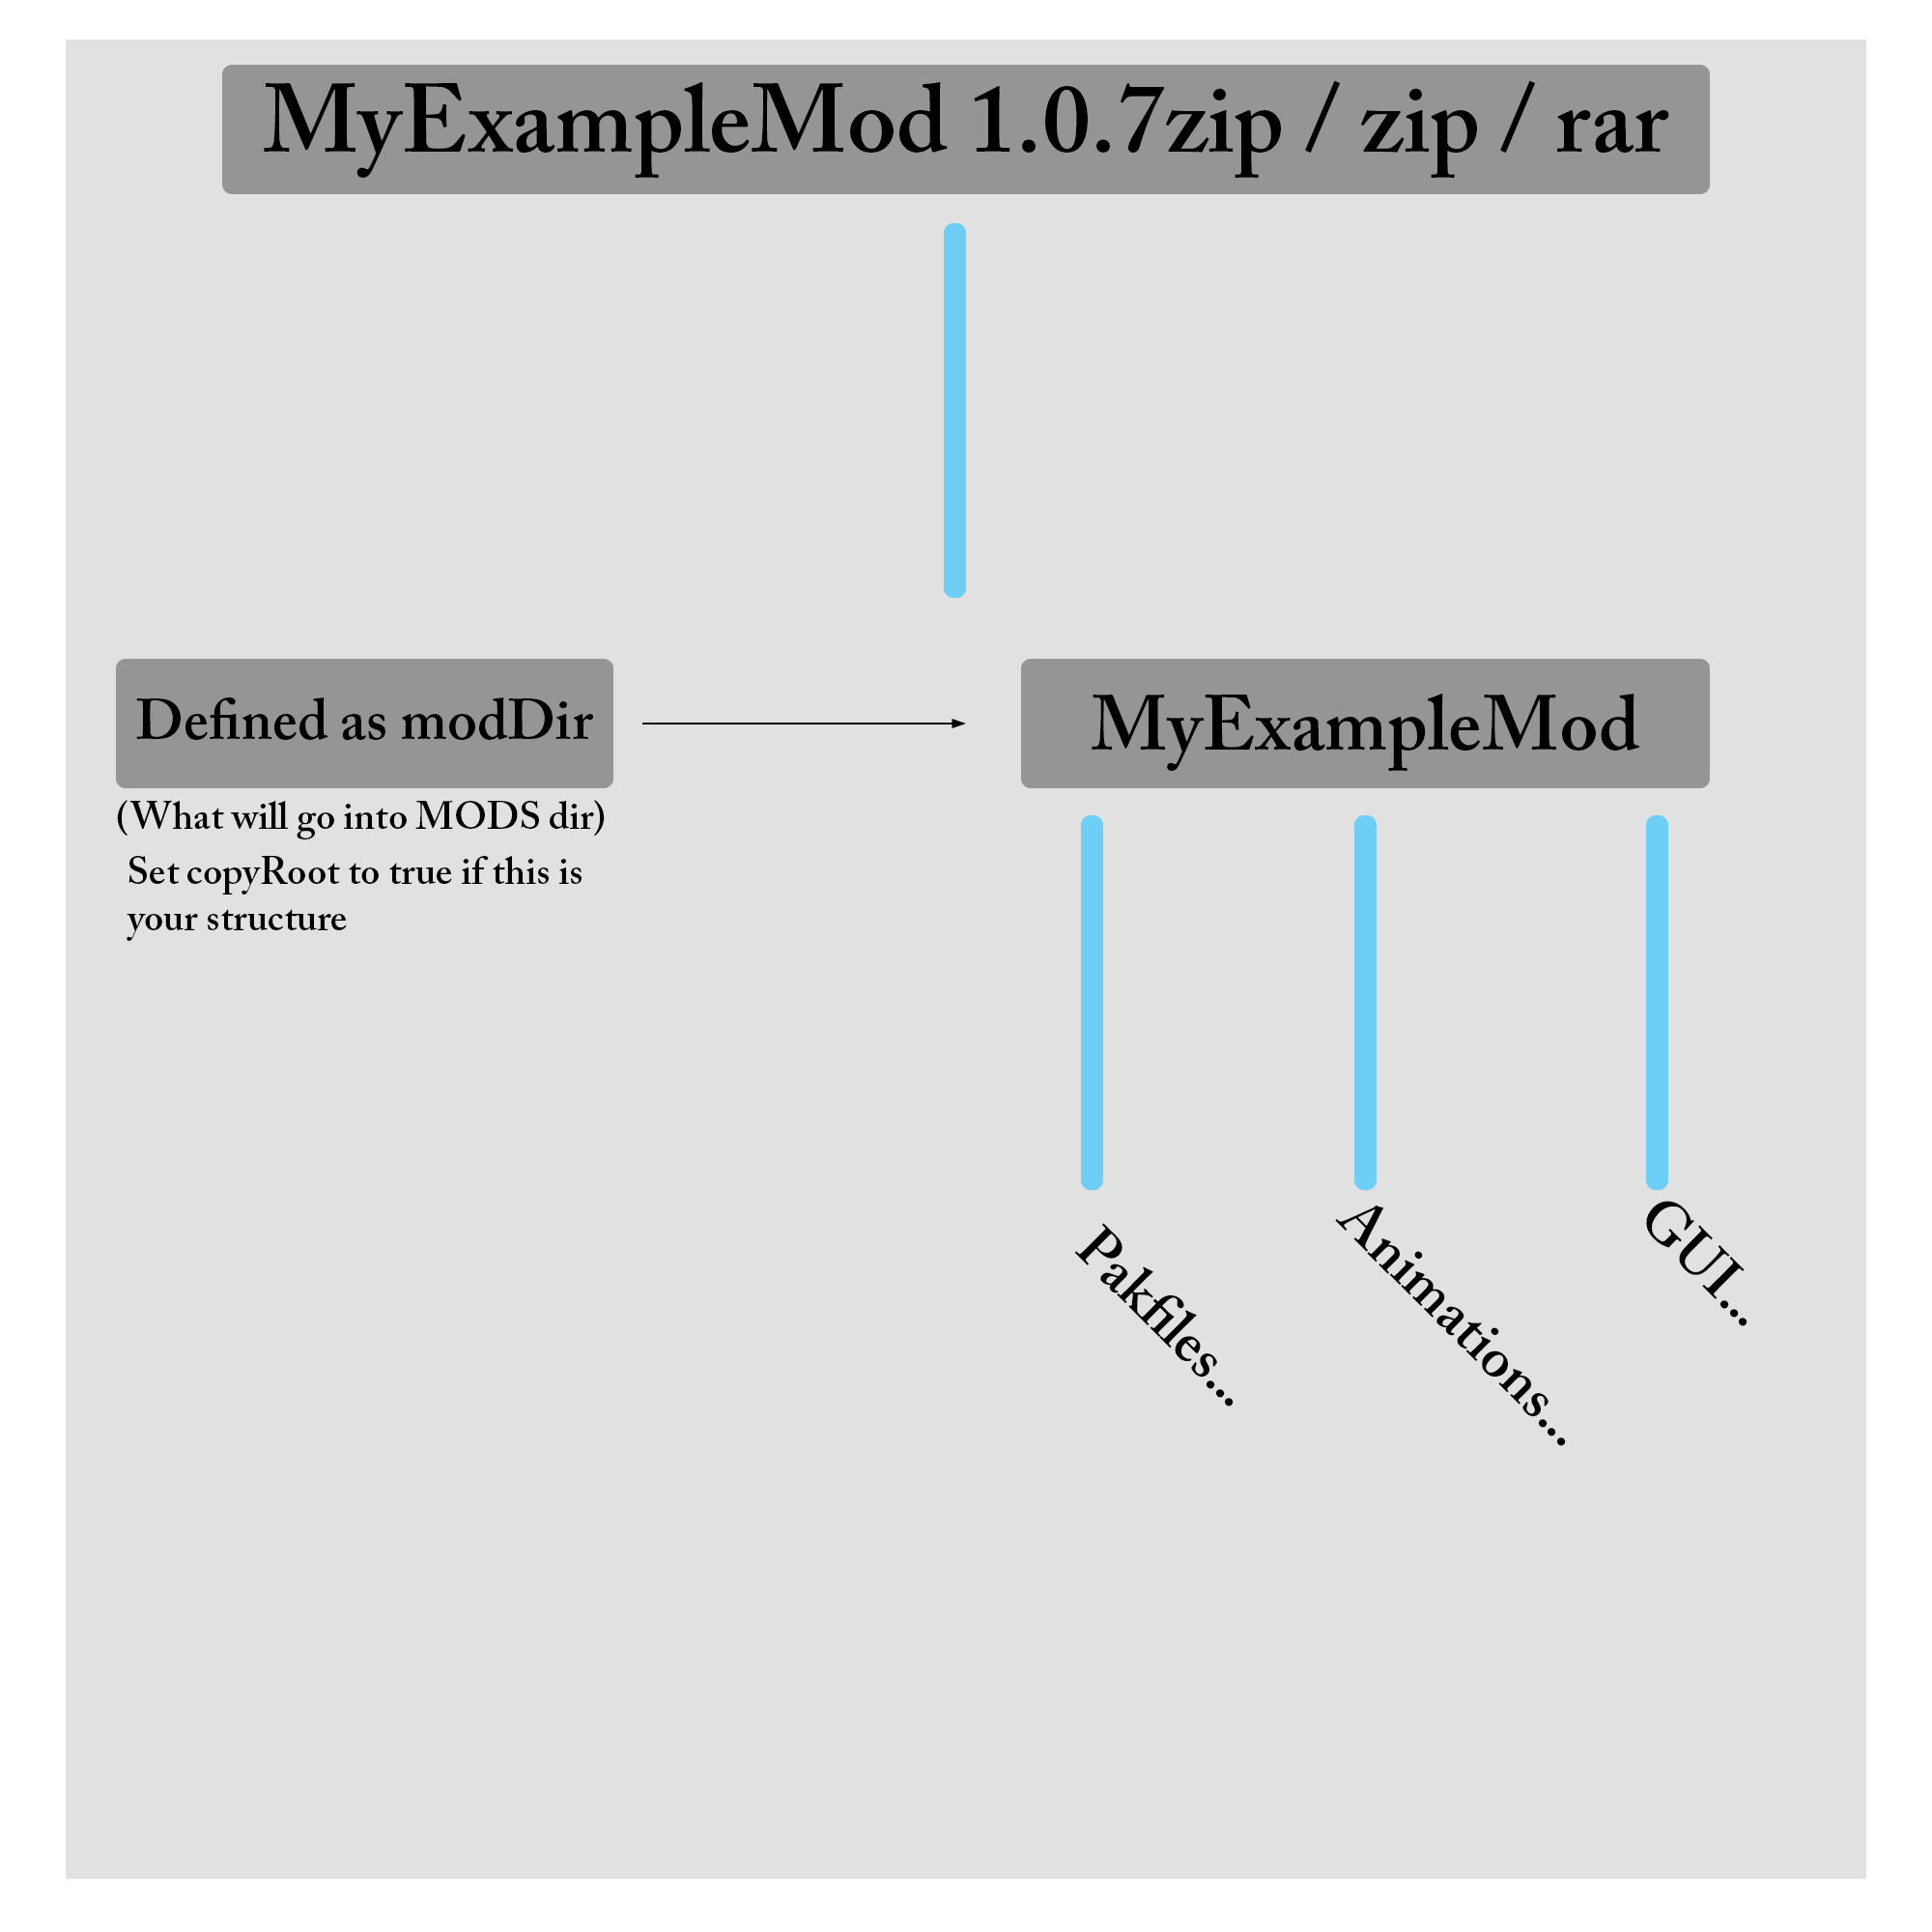 MyExampleMod 1.0.7zip / zip / rar
Defined as modDir
MyExampleMod
(What will go into MODS dir)
Set copyRoot to true if this is
your structure
Pakfiles...
Animations...
GUI...